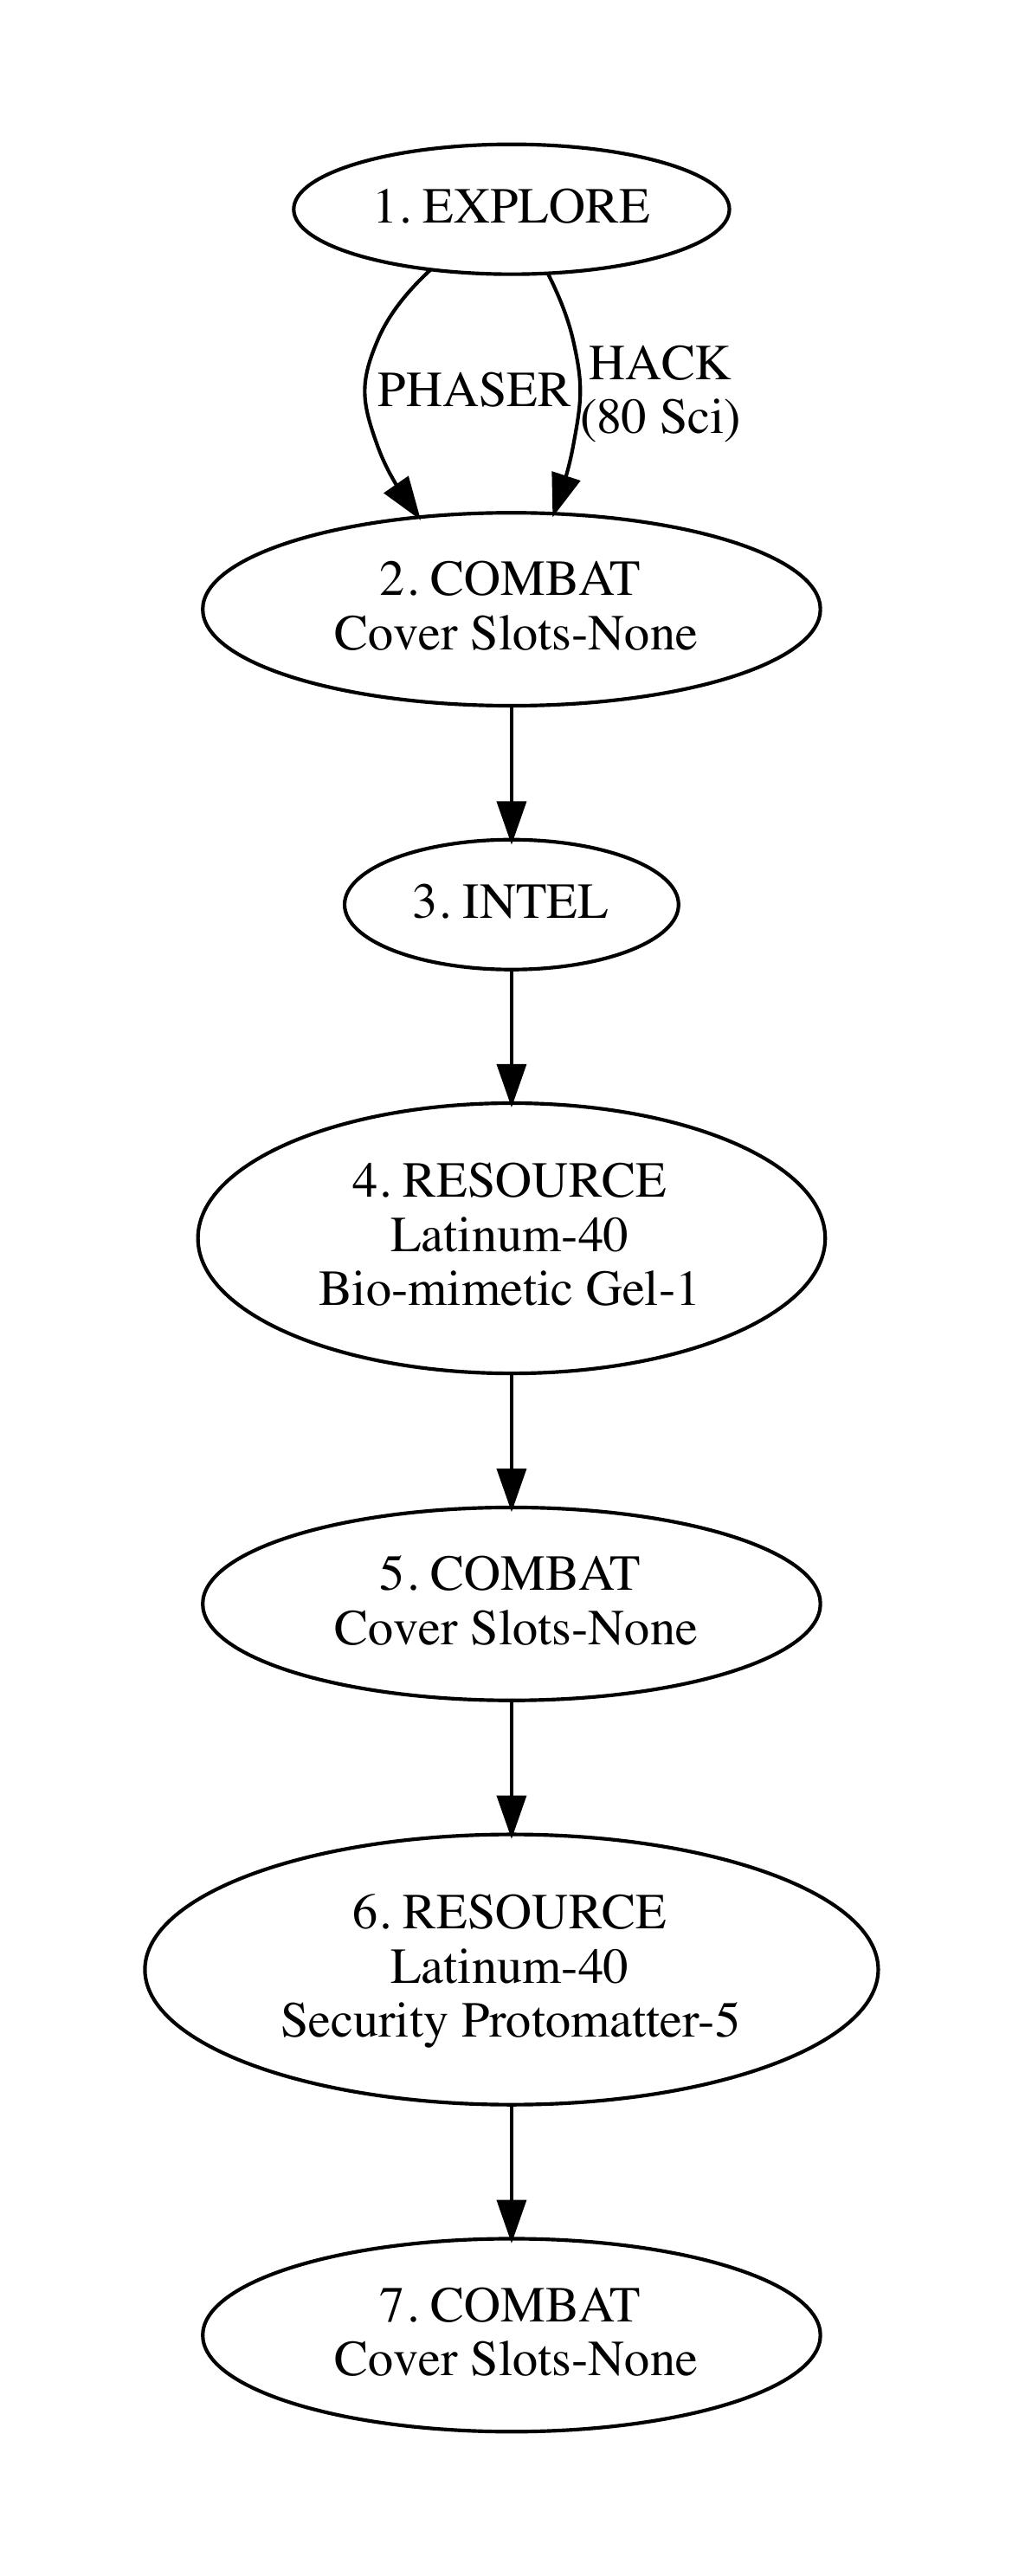 1. EXPLORE
PHASER
HACK
(80 Sci)
2. COMBAT
Cover Slots-None
3. INTEL
4. RESOURCE
Latinum-40
Bio-mimetic Gel-1
5. COMBAT
Cover Slots-None
6. RESOURCE
Latinum-40
Security Protomatter-5
7. COMBAT
Cover Slots-None